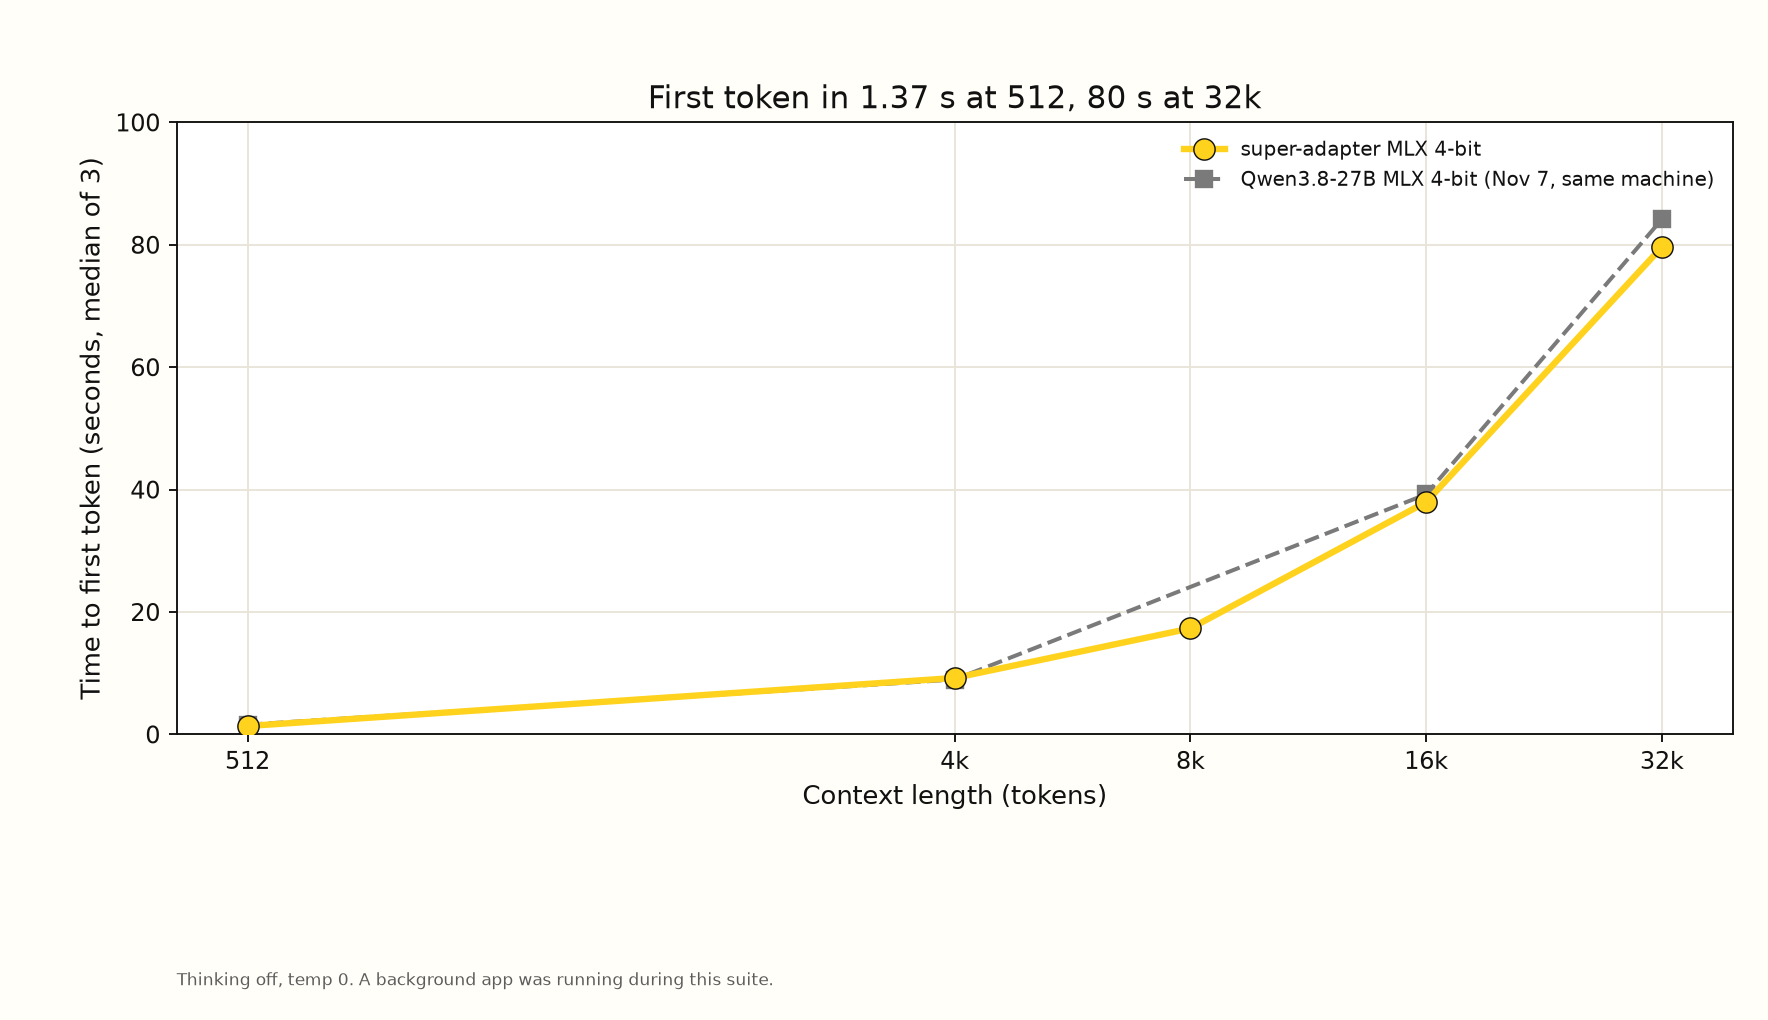 First token in 1.37 s at 512, 80 s at 32k
super-adapter MLX 4-bit
Qwen3.8-27B MLX 4-bit (Nov 7, same machine)
Time to first token (seconds, median of 3)
100
80
60
40
20
0
512 4k 8k 16k 32k
Context length (tokens)
Thinking off, temp 0. A background app was running during this suite.